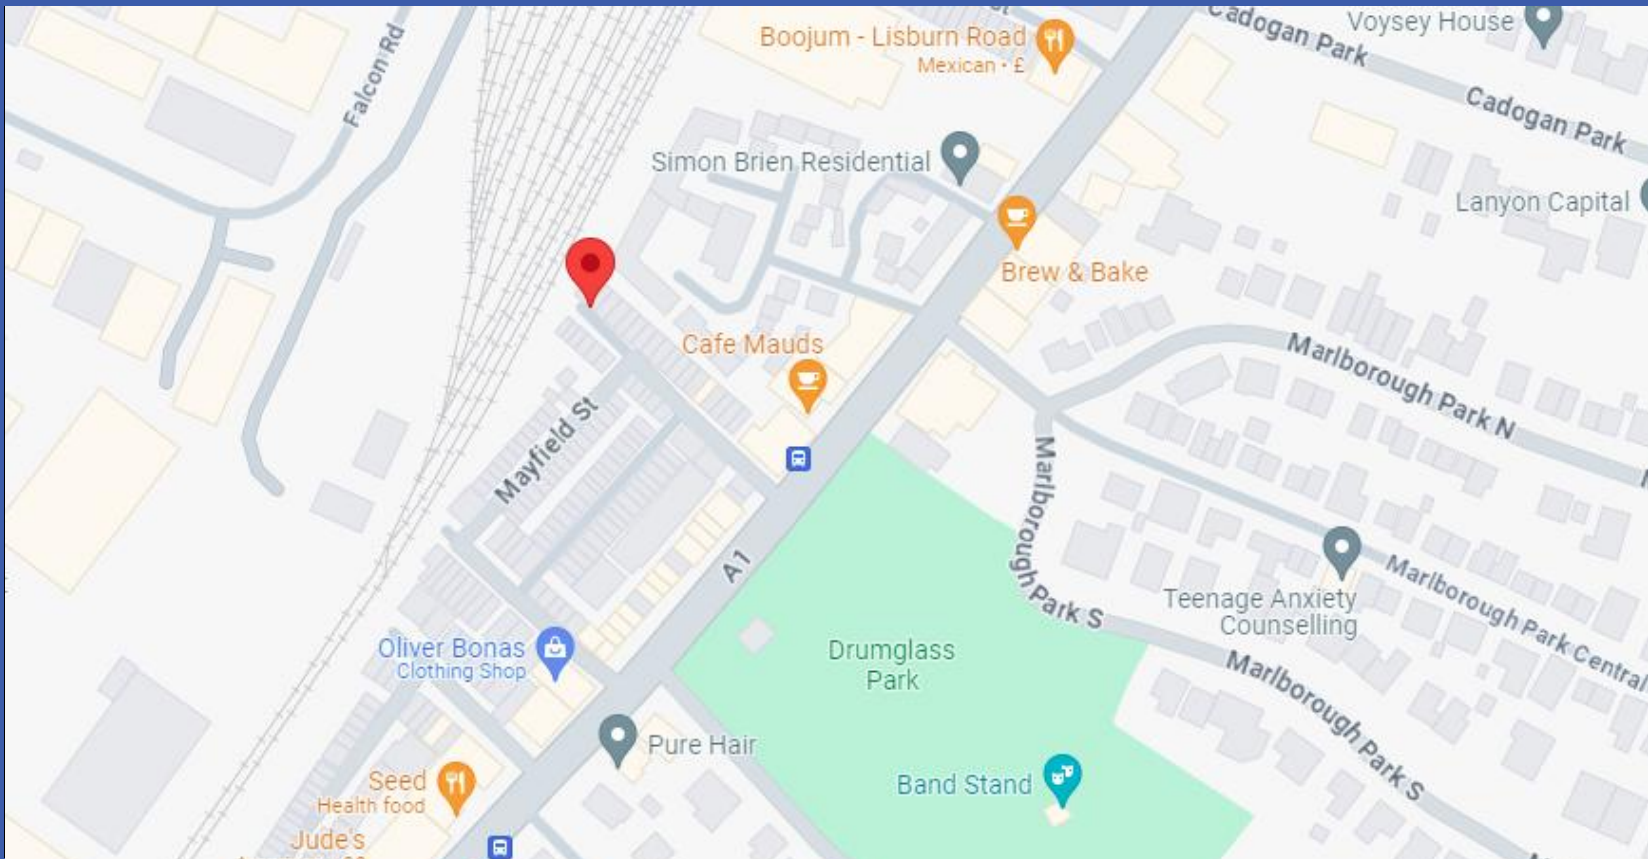 Boojum - Lisburn Road
Mexican • £
Cadogan Park
Voysey House
Falcon Rd
Cadogan Park
Simon Brien Residential
Lanyon Capital
Brew & Bake
Cafe Mauds
Marlborough Park N
Mayfield St
Marlborough Park S
A1
Teenage Anxiety
Counselling
Marlborough Park Central
Oliver Bonas
Clothing Shop
Drumglass
Park
Marlborough Park S
Pure Hair
Seed
Health food
Band Stand
Jude's